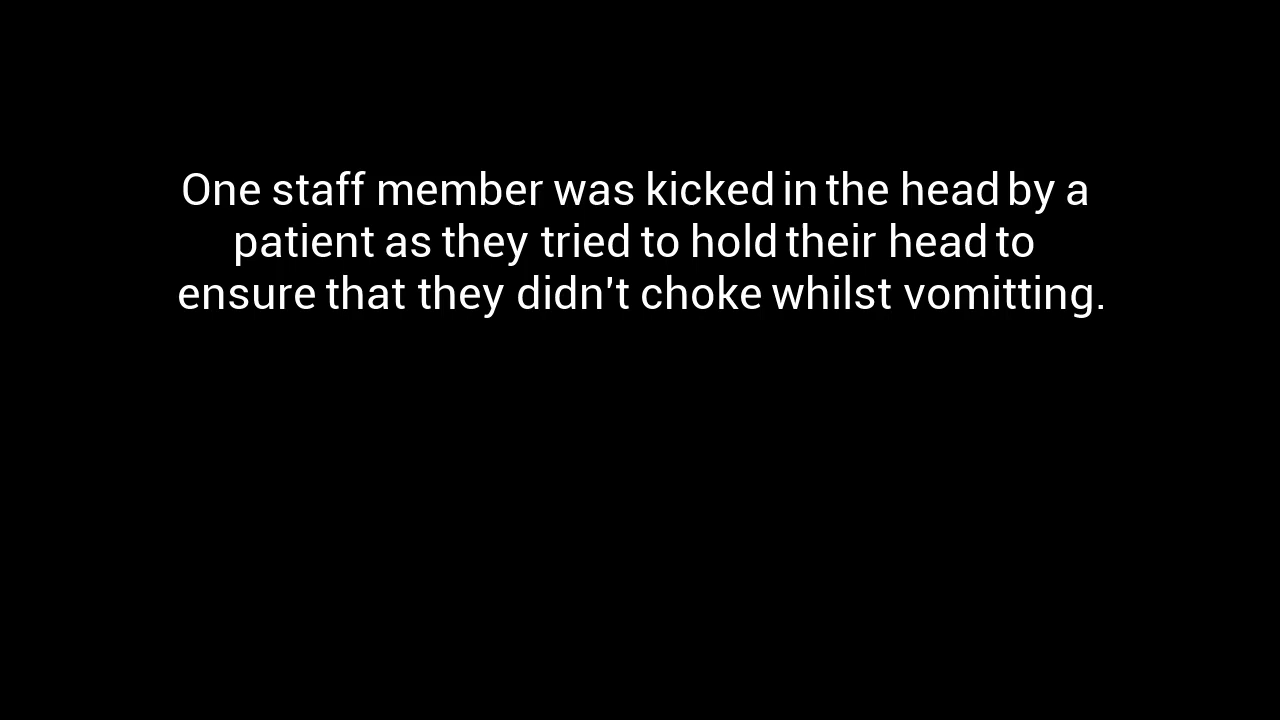 One staff member was kicked in the head by a
patient as they tried to hold their head to
ensure that they didn't choke whilst vomitting.